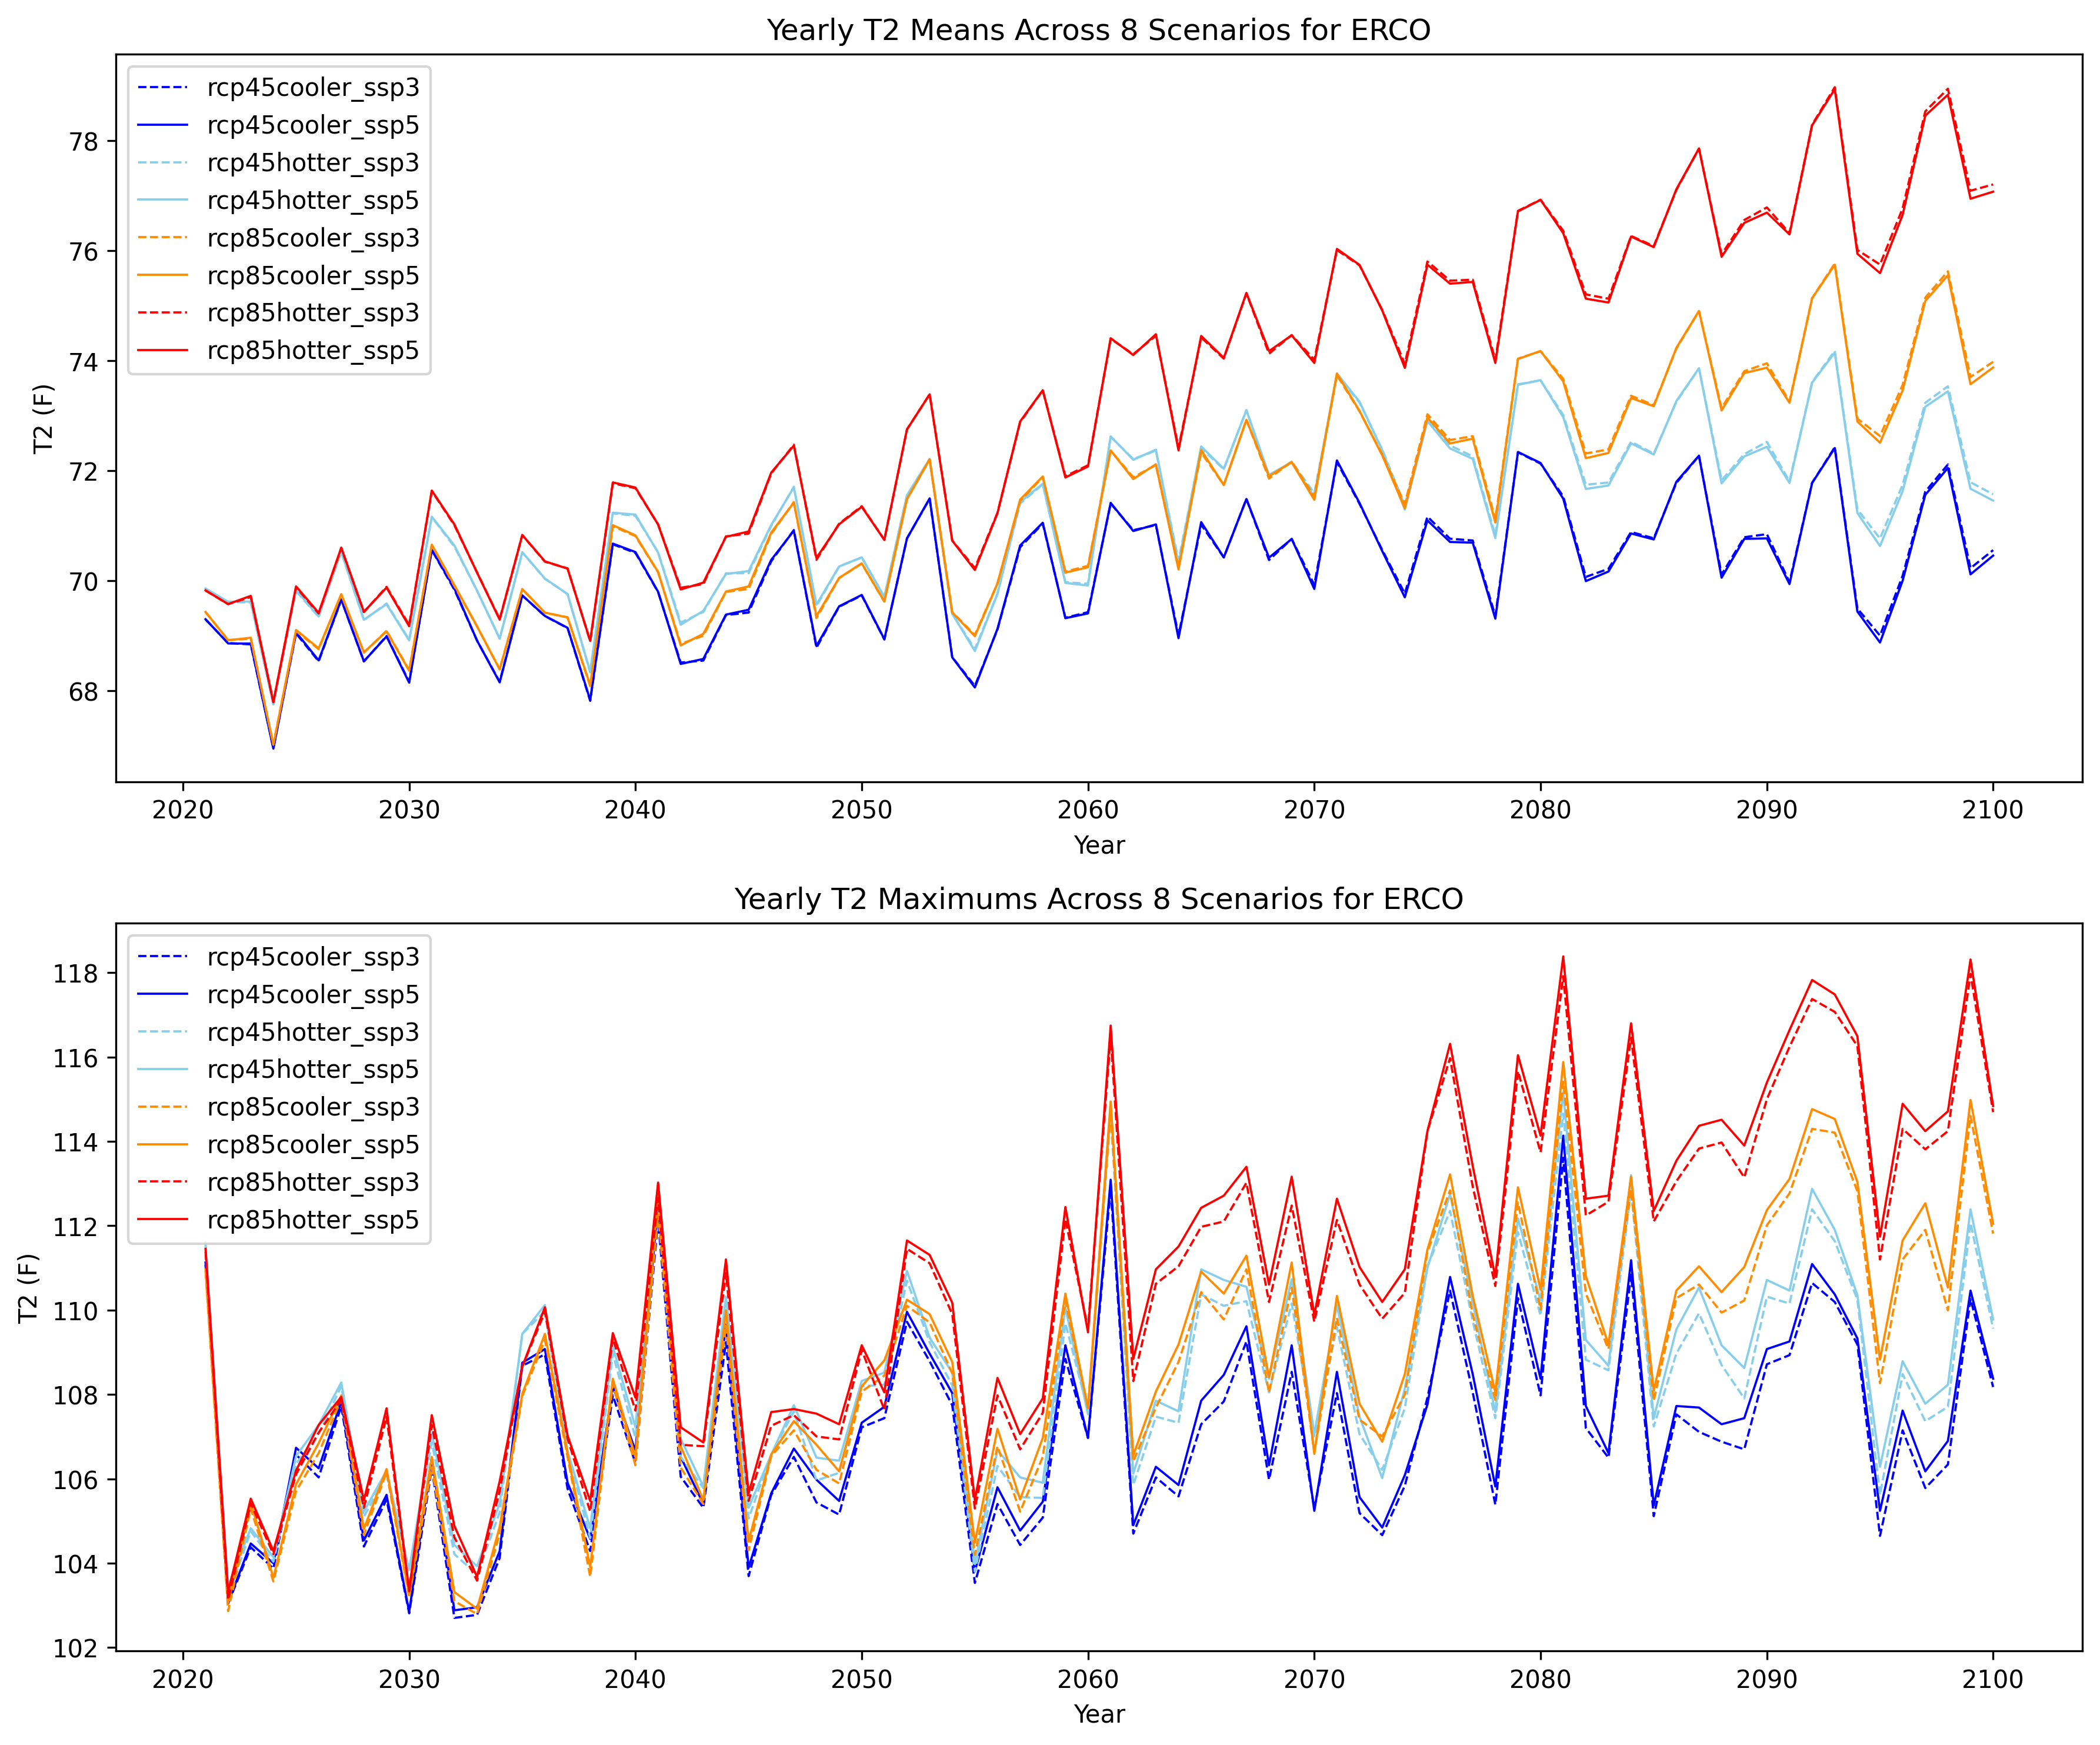 Yearly T2 Means Across 8 Scenarios for ERCO
rcp45cooler_ssp3
rcp45cooler_ssp5
rcp45hotter_ssp3
rcp45hotter_ssp5
rcp85cooler_ssp3
rcp85cooler_ssp5
rcp85hotter_ssp3
rcp85hotter_ssp5
78
76
74
72
70
68
T2 (F)
2020 2030 2040 2050 2060 2070 2080 2090 2100
Year
Yearly T2 Maximums Across 8 Scenarios for ERCO
rcp45cooler_ssp3
rcp45cooler_ssp5
rcp45hotter_ssp3
rcp45hotter_ssp5
rcp85cooler_ssp3
rcp85cooler_ssp5
rcp85hotter_ssp3
rcp85hotter_ssp5
118
116
114
112
110
108
106
104
102
T2 (F)
2020 2030 2040 2050 2060 2070 2080 2090 2100
Year